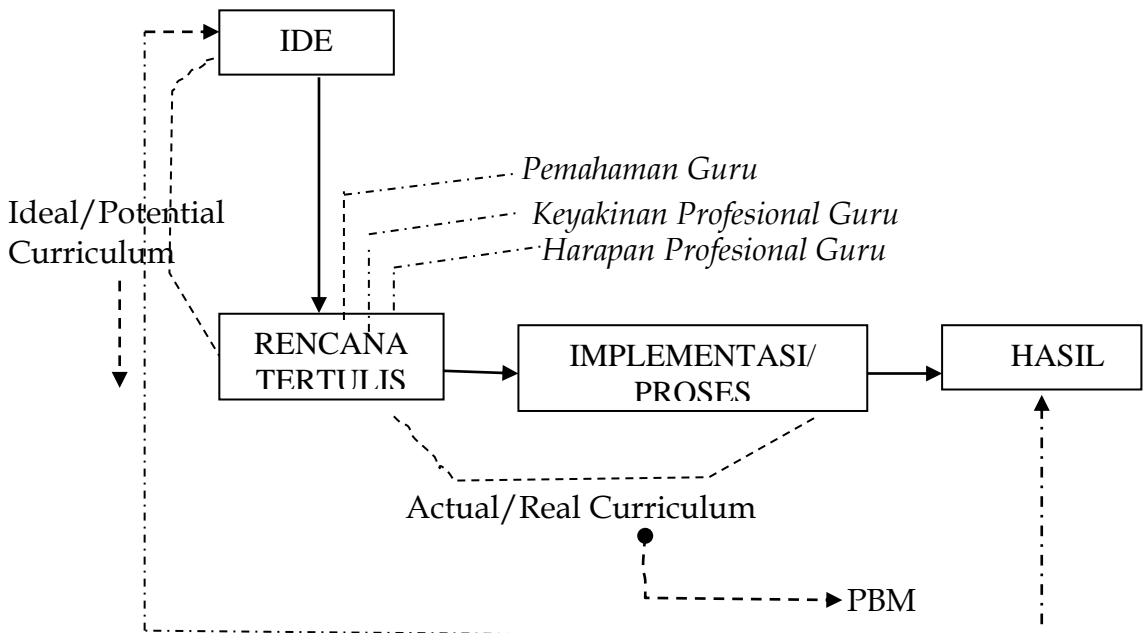 IDE
Pemahaman Guru
Ideal/Potential
Curriculum
Keyakinan Profesional Guru
Harapan Profesional Guru
RENCANA
TERTULIS
IMPLEMENTASI/
PROSES
HASIL
Actual/Real Curriculum
PBM